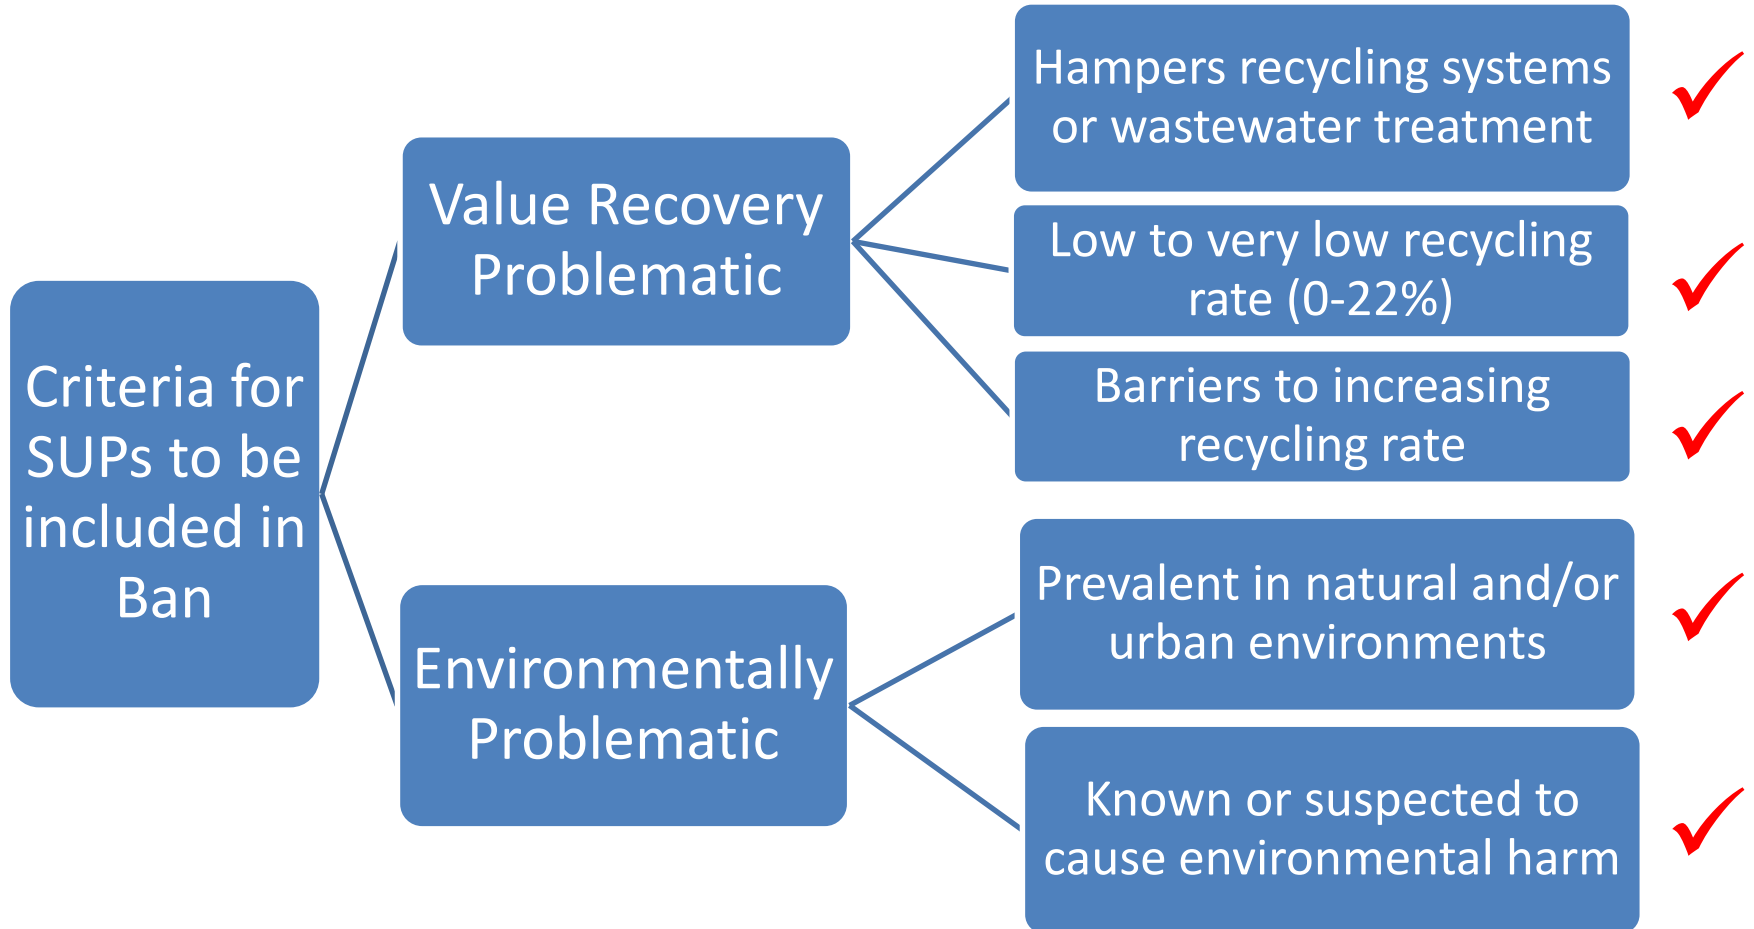 Criteria for
SUPs to be
included in
Ban
Value Recovery
Problematic
Hampers recycling systems
or wastewater treatment
Low to very low recycling
rate (0-22%)
Barriers to increasing
recycling rate
Environmentally
Problematic
Prevalent in natural and/or
urban environments
Known or suspected to
cause environmental harm